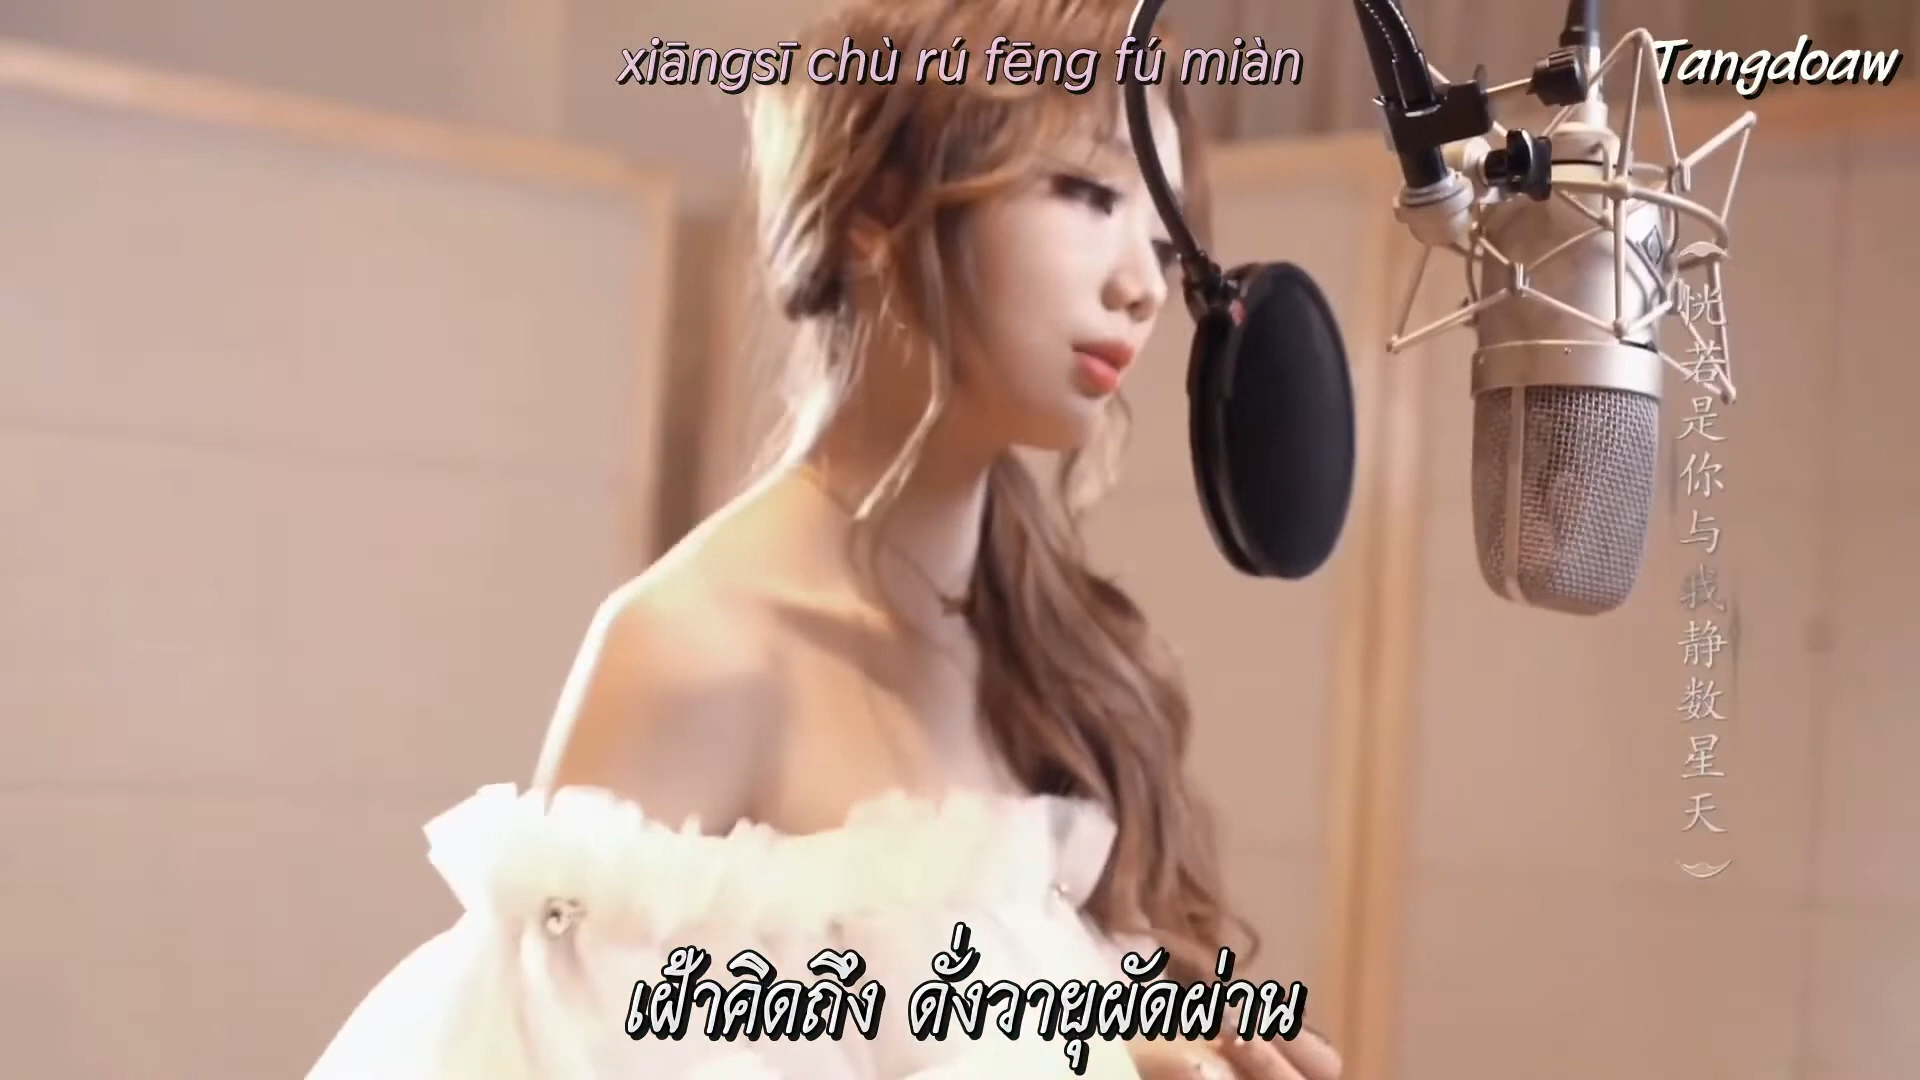 xiāngsī chù rú fēng fú miàn
Tangdoaw
（恍若是你与我静数星天）
เฝ้าคิดถึง ดั่งวายุผัดผ่าน